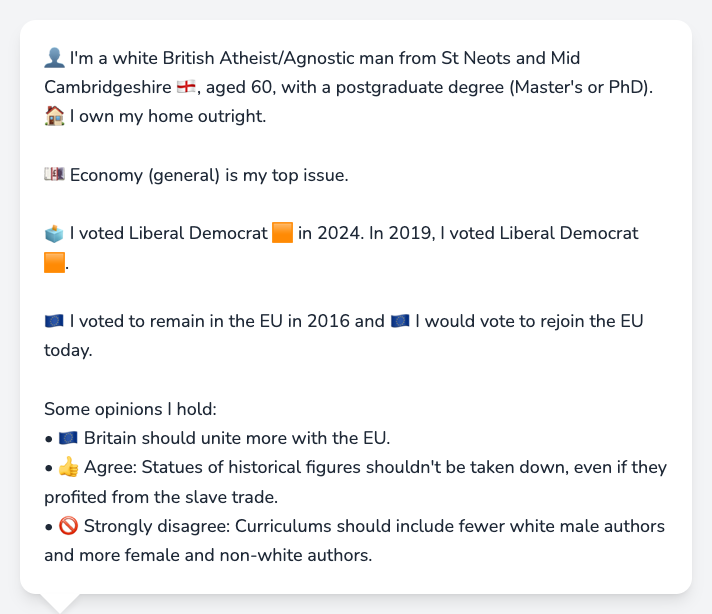 👤 I'm a white British Atheist/Agnostic man from St Neots and Mid
Cambridgeshire 🏴󠁧󠁢󠁥󠁮󠁧󠁿, aged 60, with a postgraduate degree (Master's or PhD).
🏠 I own my home outright.
💷 Economy (general) is my top issue.
🗳️ I voted Liberal Democrat 🟧 in 2024. In 2019, I voted Liberal Democrat
🟧.
🇪🇺 I voted to remain in the EU in 2016 and 🇪🇺 I would vote to rejoin the EU
today.
Some opinions I hold:
• 🇪🇺 Britain should unite more with the EU.
• 👍 Agree: Statues of historical figures shouldn't be taken down, even if they
profited from the slave trade.
• 🚫 Strongly disagree: Curriculums should include fewer white male authors
and more female and non-white authors.